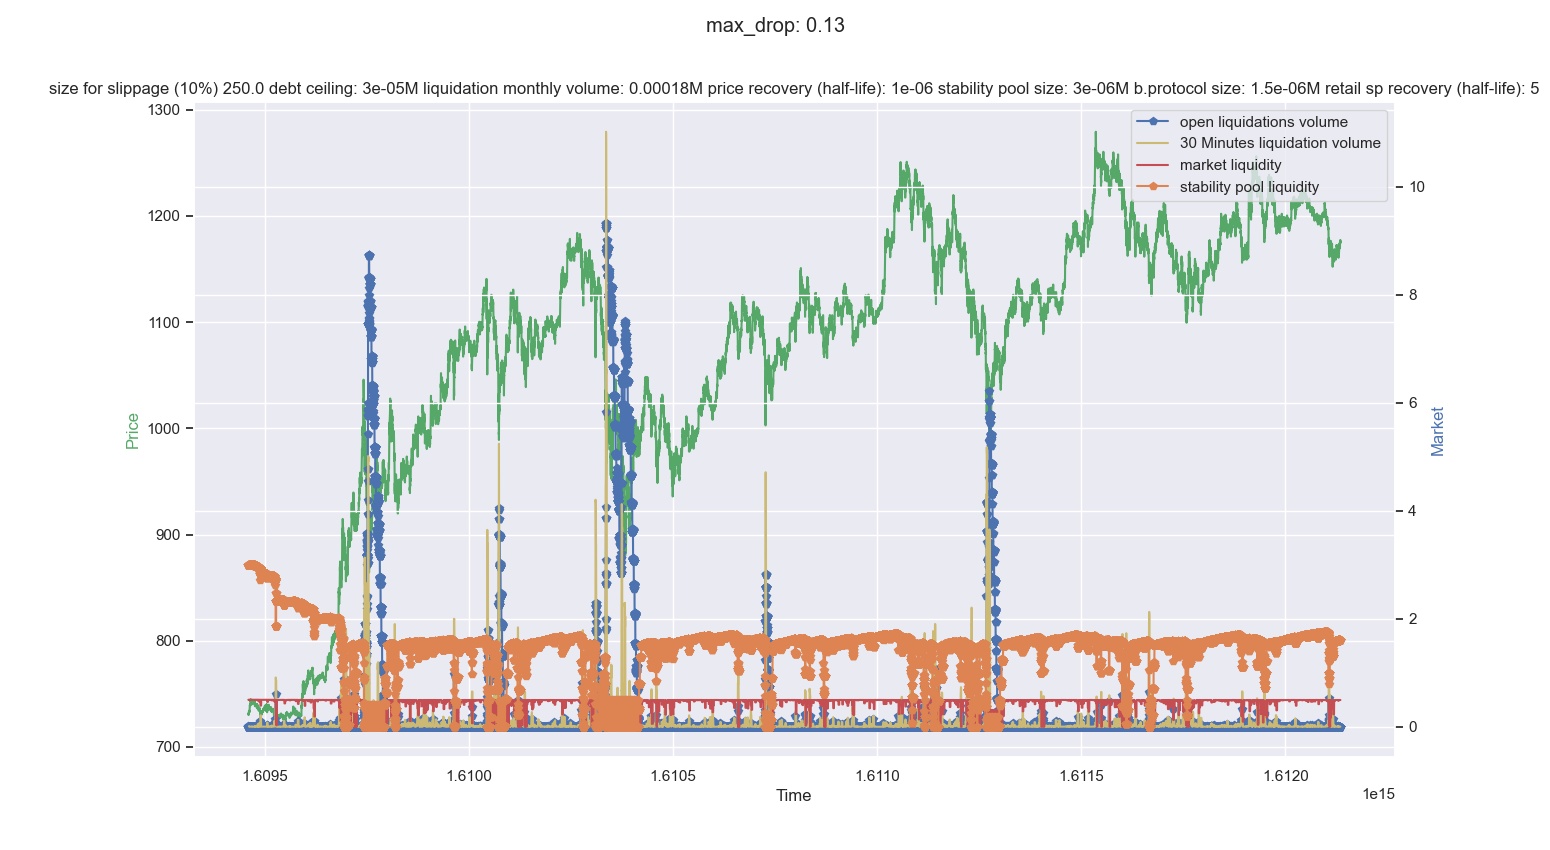 max_drop: 0.13
size for slippage (10%) 250.0 debt ceiling: 3e-05M liquidation monthly volume: 0.00018M price recovery (half-life): 1e-06 stability pool size: 3e-06M b.protocol size: 1.5e-06M retail sp recovery (half-life): 5
open liquidations volume
30 Minutes liquidation volume
market liquidity
stability pool liquidity
1300
1200
1100
1000
900
800
700
Price
10
8
6
4
2
0
Market
1.6095
1.6100
1.6105
1.6110
1.6115
1.6120
Time
1e15